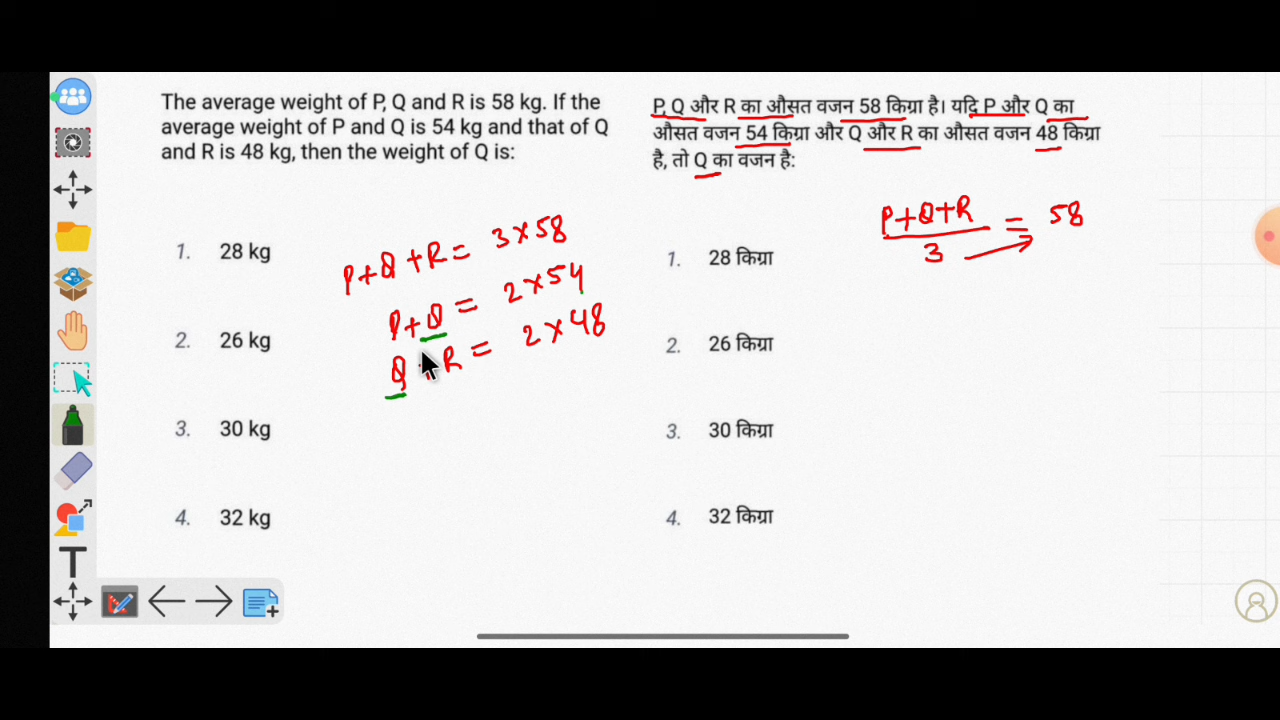 The average weight of P, Q and R is 58 kg. If the
average weight of P and Q is 54 kg and that of Q
and R is 48 kg, then the weight of Q is:
1. 28 kg
2. 26 kg
3. 30 kg
4. 32 kg
P+Q+R= 3×58
P+Q = 2×54
Q+R = 2×48
P, Q और R का औसत वजन 58 किग्रा है। यदि P और Q का
औसत वजन 54 किग्रा और Q और R का औसत वजन 48 किग्रा
है, तो Q का वजन है:
P+Q+R = 58
3
1. 28 किग्रा
2. 26 किग्रा
3. 30 किग्रा
4. 32 किग्रा
T